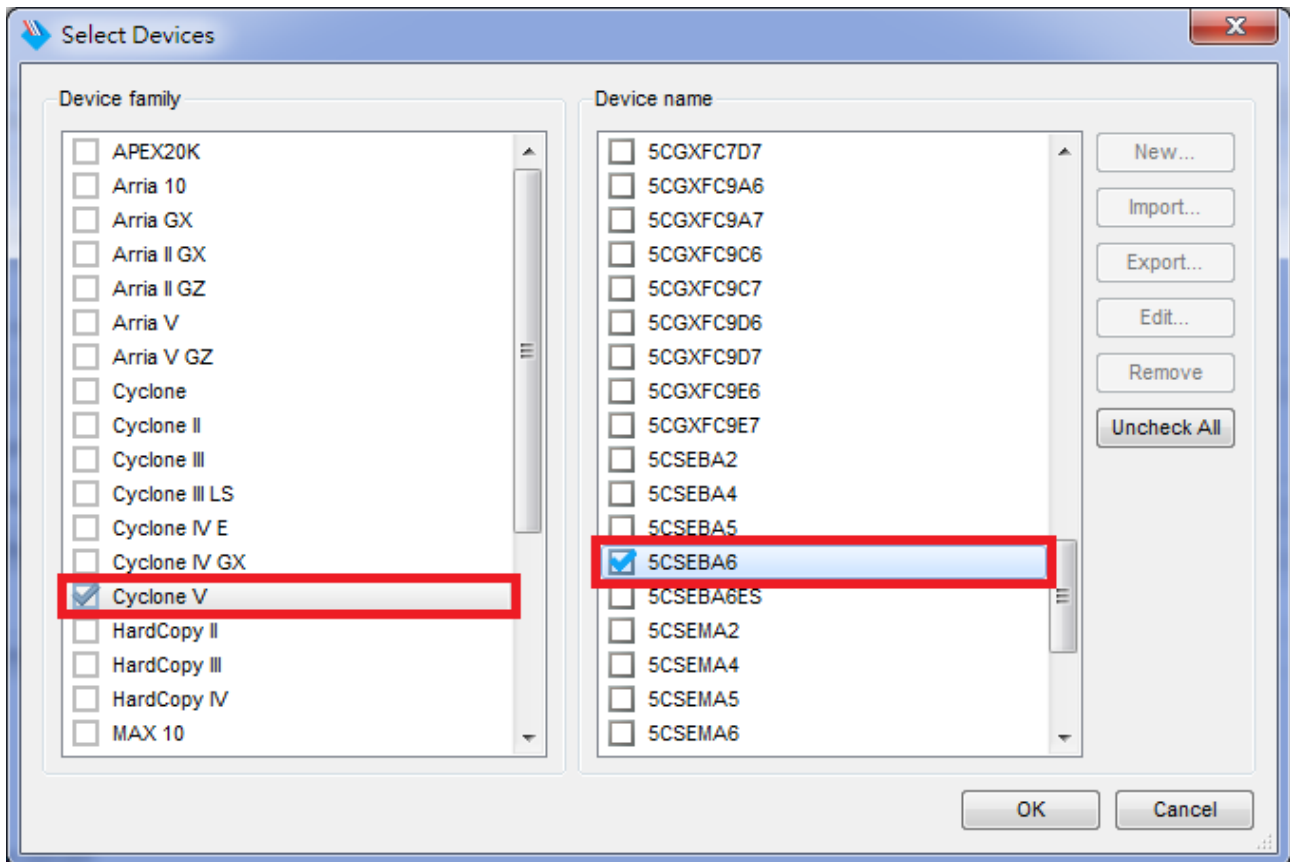 Select Devices
Device family
APEX20K
Arria 10
Arria GX
Arria II GX
Arria II GZ
Arria V
Arria V GZ
Cyclone
Cyclone II
Cyclone III
Cyclone III LS
Cyclone IV E
Cyclone IV GX
Cyclone V
HardCopy II
HardCopy III
HardCopy IV
MAX 10
Device name
5CGXFC7D7
5CGXFC9A6
5CGXFC9A7
5CGXFC9C6
5CGXFC9C7
5CGXFC9D6
5CGXFC9D7
5CGXFC9E6
5CGXFC9E7
5CSEBA2
5CSEBA4
5CSEBA5
5CSEBA6
5CSEBA6ES
5CSEMA2
5CSEMA4
5CSEMA5
5CSEMA6
New...
Import...
Export...
Edit...
Remove
Uncheck All
OK
Cancel